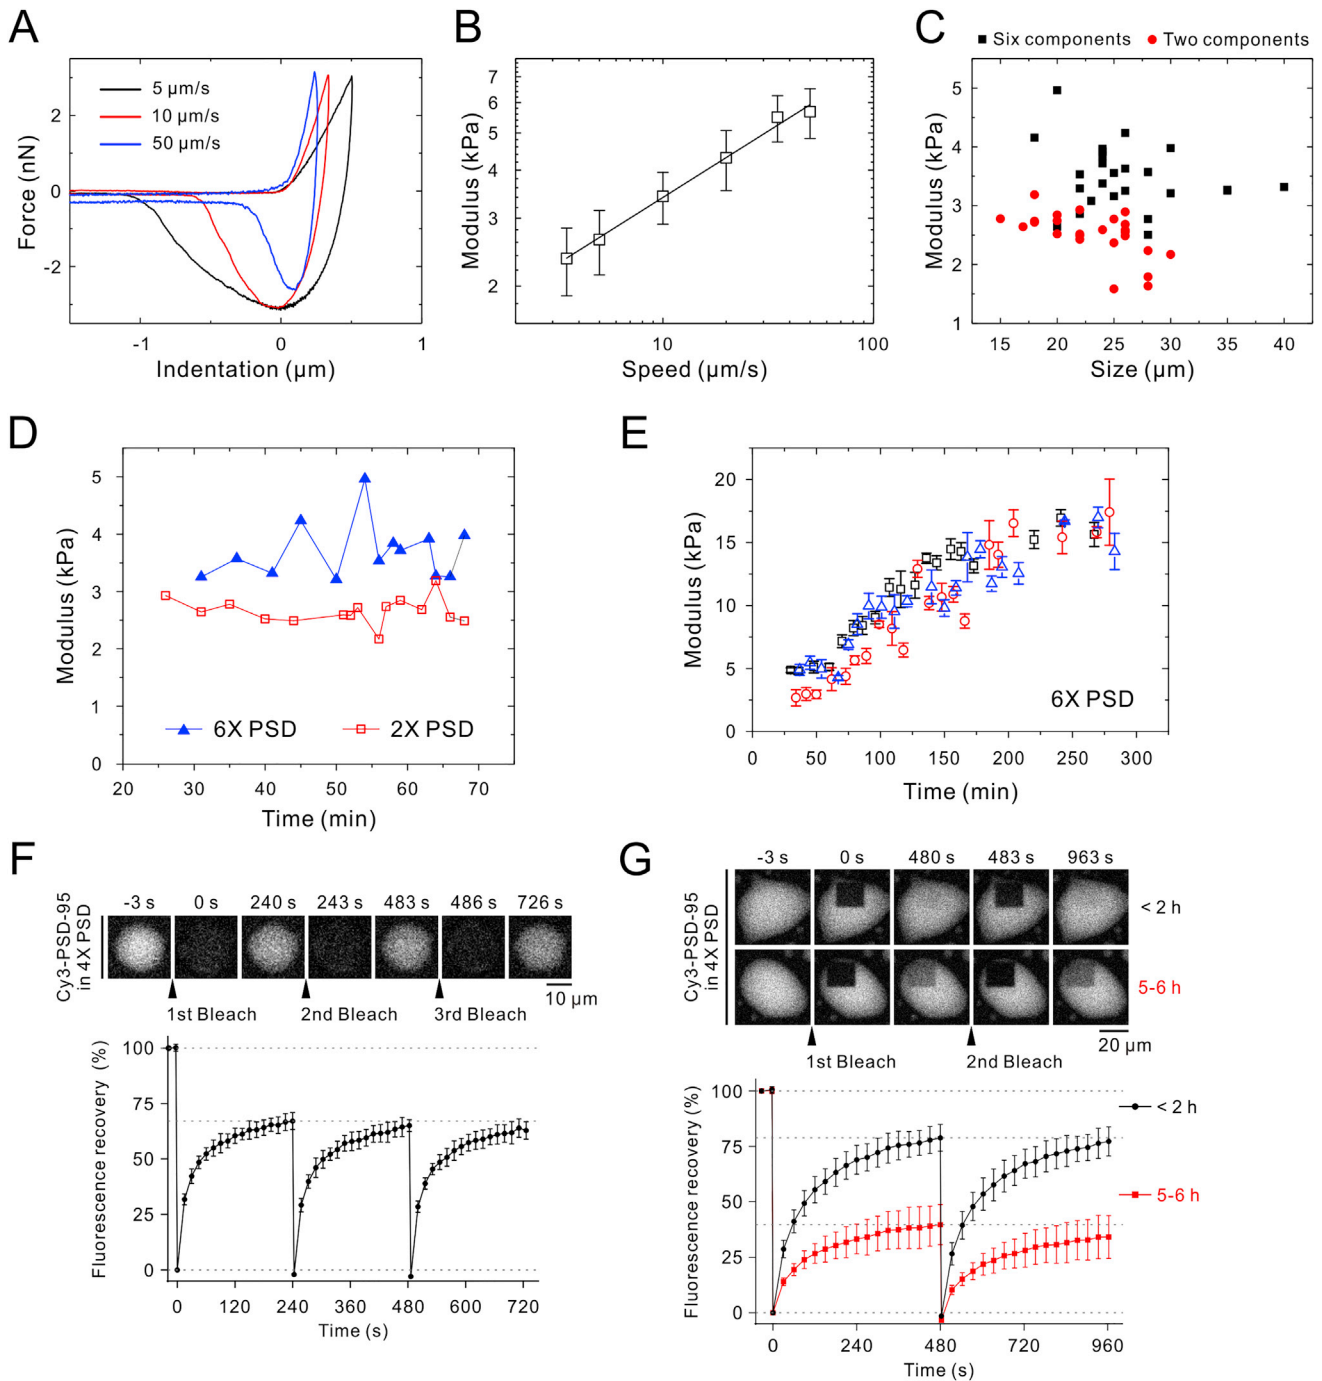 A
5 μm/s
10 μm/s
50 μm/s
Force (nN)
2
0
-2
-1
0
1
Indentation (μm)
B
Modulus (kPa)
7
6
5
4
3
2
10
100
Speed (μm/s)
C
Six components
Two components
Modulus (kPa)
5
4
3
2
1
15
20
25
30
35
40
Size (μm)
D
Modulus (kPa)
5
4
3
2
1
0
6X PSD
2X PSD
20
30
40
50
60
70
Time (min)
E
Modulus (kPa)
20
15
10
5
0
6X PSD
0
50
100
150
200
250
300
Time (min)
F
-3 s
0 s
240 s
243 s
483 s
486 s
726 s
Cy3-PSD-95
in 4X PSD
10 μm
1st Bleach
2nd Bleach
3rd Bleach
Fluorescence recovery (%)
100
75
50
25
0
0
120
240
360
480
600
720
Time (s)
G
-3 s
0 s
480 s
483 s
963 s
Cy3-PSD-95
in 4X PSD
< 2 h
5-6 h
20 μm
1st Bleach
2nd Bleach
Fluorescence recovery (%)
100
75
50
25
0
< 2 h
5-6 h
0
240
480
720
960
Time (s)